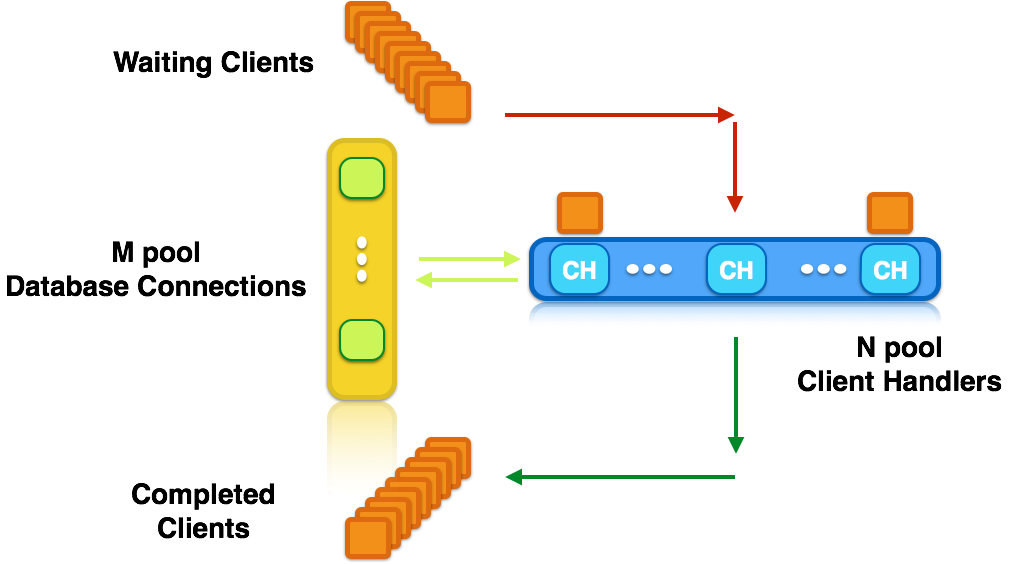 Waiting Clients
M pool
Database Connections
CH
CH
CH
N pool
Client Handlers
Completed
Clients